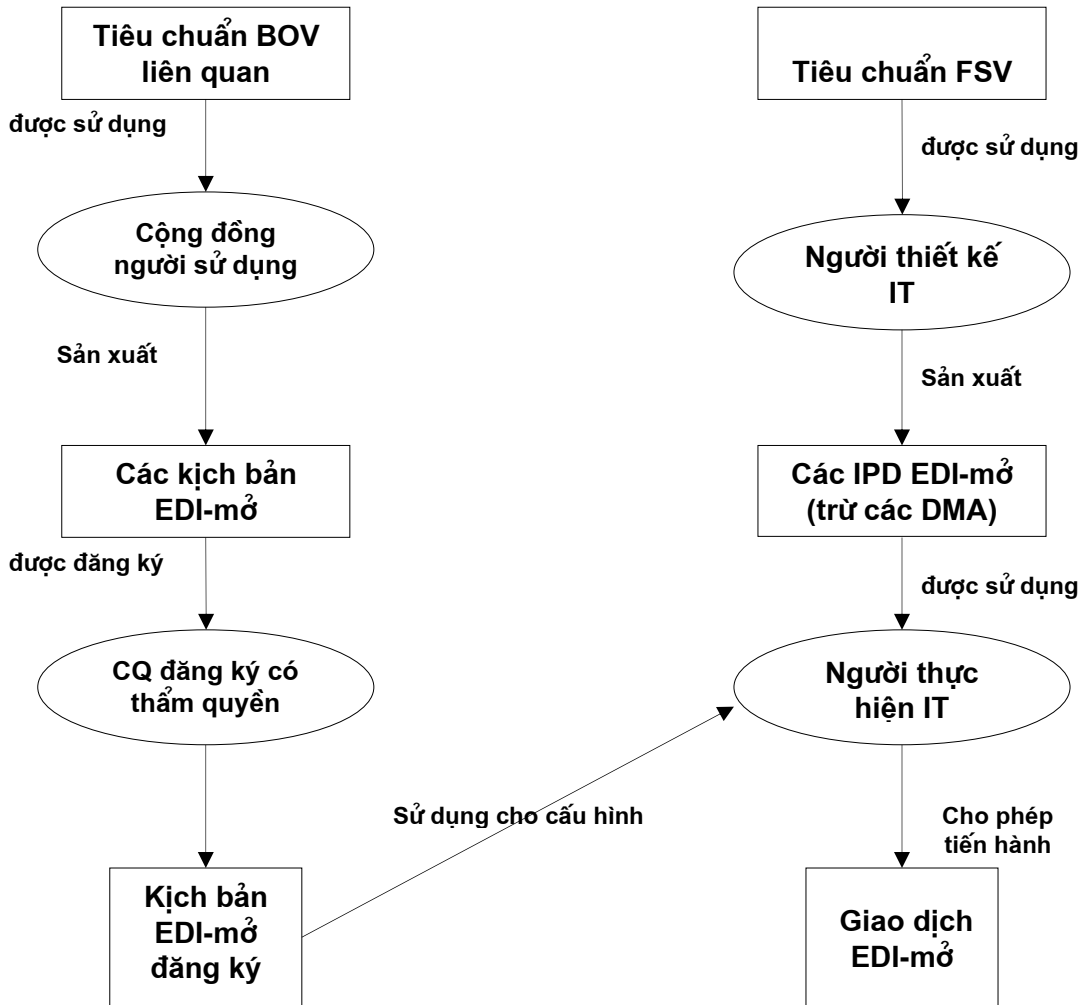 Tiêu chuẩn BOV
liên quan
Tiêu chuẩn FSV
được sử dụng
được sử dụng
Cộng đồng
người sử dụng
Người thiết kế
IT
Sản xuất
Sản xuất
Các kịch bản
EDI-mở
Các IPD EDI-mở
(trừ các DMA)
được đăng ký
được sử dụng
CQ đăng ký có
thẩm quyền
Người thực
hiện IT
Sử dụng cho cấu hình
Cho phép
tiến hành
Kịch bản
EDI-mở
đăng ký
Giao dịch
EDI-mở